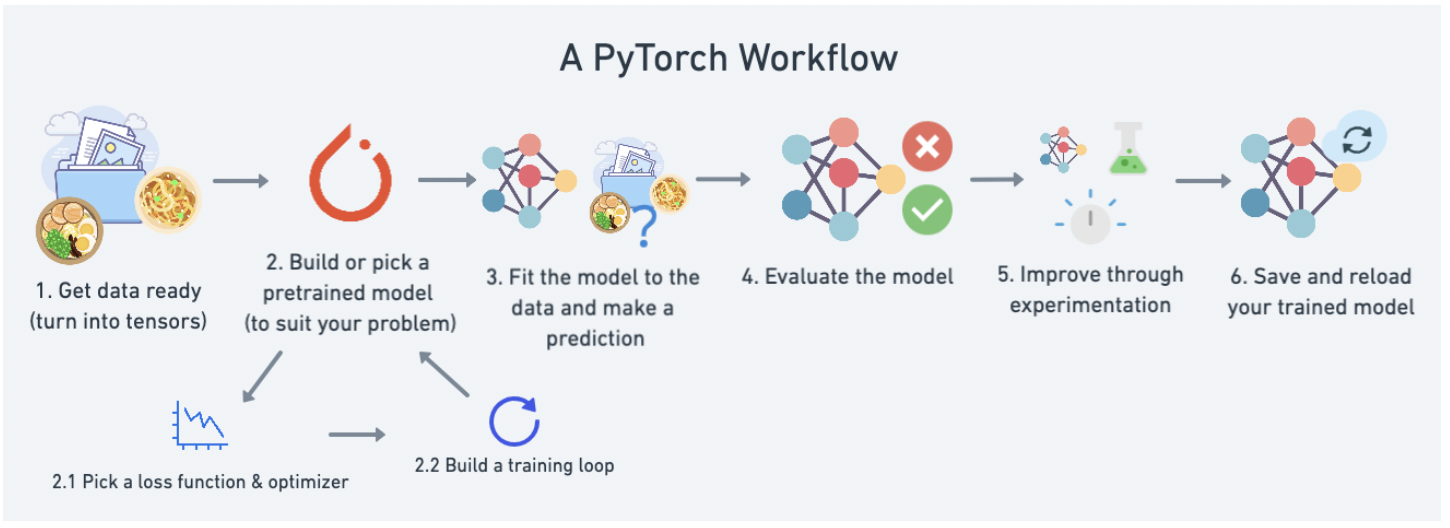 A PyTorch Workflow
1. Get data ready
(turn into tensors)
2. Build or pick a
pretrained model
(to suit your problem)
3. Fit the model to the
data and make a
prediction
?
4. Evaluate the model
5. Improve through
experimentation
6. Save and reload
your trained model
2.1 Pick a loss function & optimizer
2.2 Build a training loop